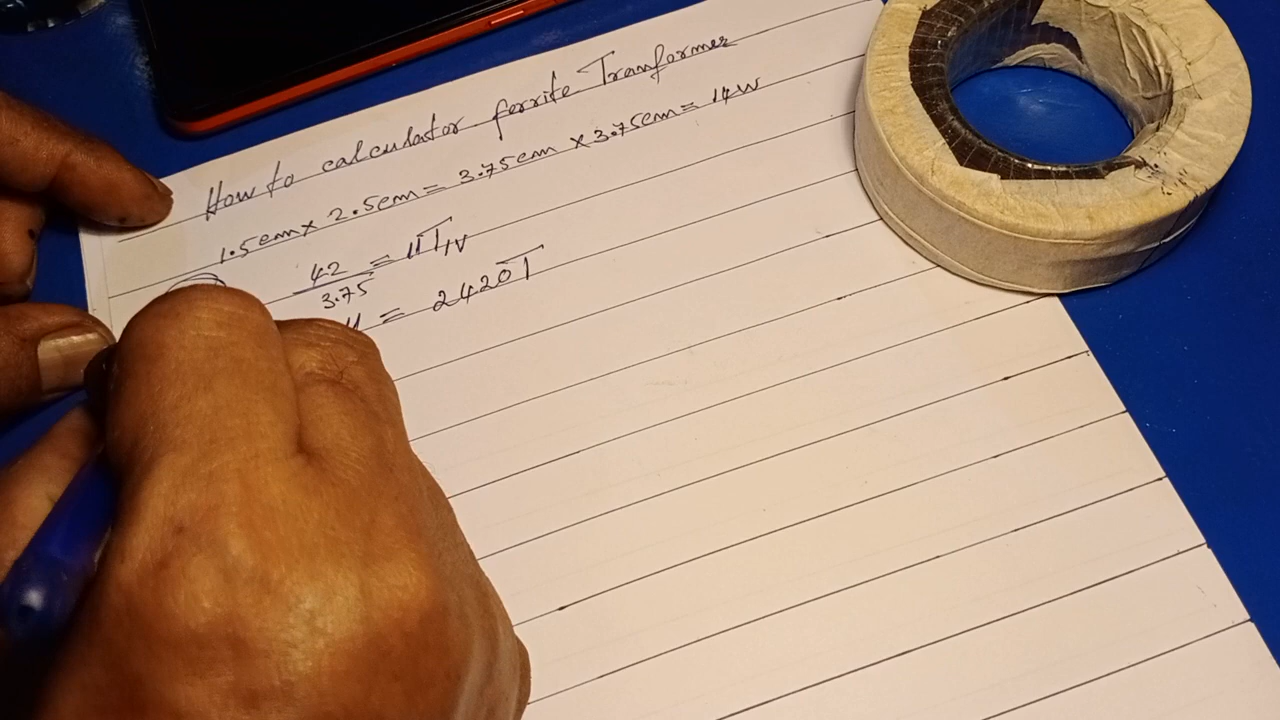 How to calculator ferrite Tranformer
1.5cm x 2.5cm = 3.75cm x 3.75cm = 14W
42
3.75
= 11T/V
= 2420T